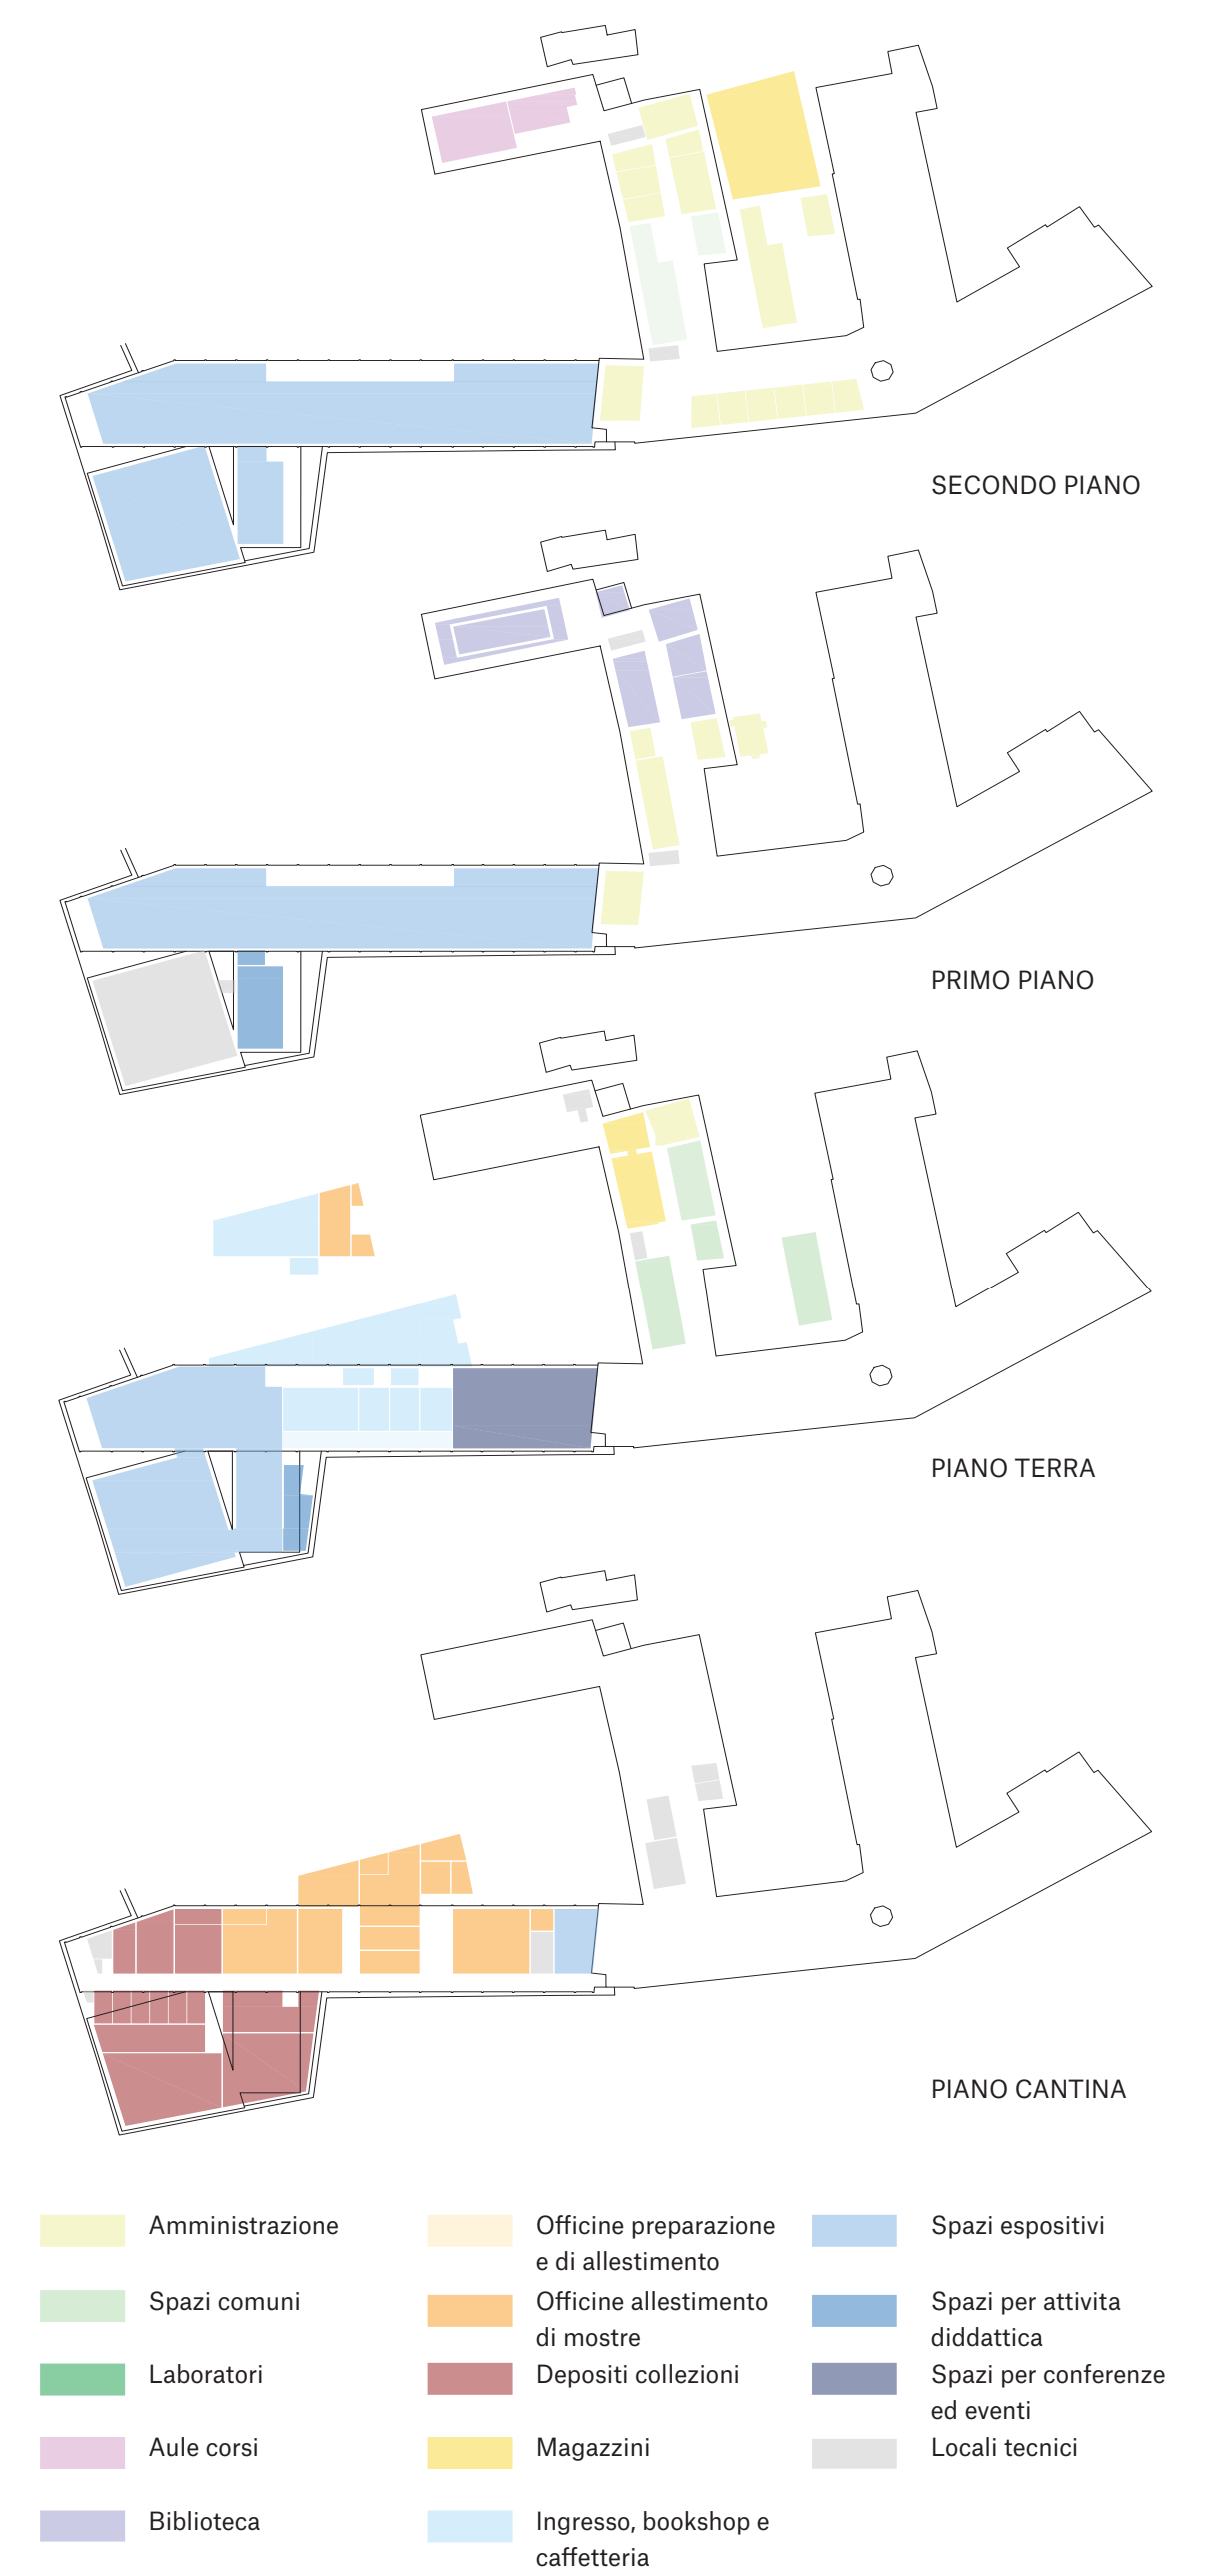 SECONDO PIANO
PRIMO PIANO
PIANO TERRA
PIANO CANTINA
Amministrazione
Spazi comuni
Laboratori
Aule corsi
Biblioteca
Officine preparazione
e di allestimento
Officine allestimento
di mostre
Depositi collezioni
Magazzini
Ingresso, bookshop e
caffetteria
Spazi espositivi
Spazi per attivita
diddattica
Spazi per conferenze
ed eventi
Locali tecnici